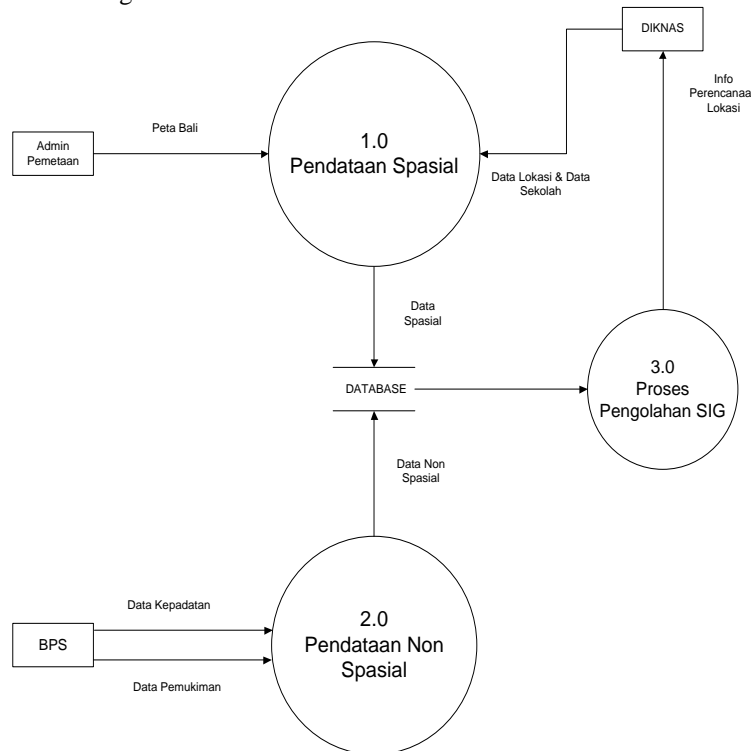 DIKNAS
Info
Perencanaa
Lokasi
Admin
Pemetaan
Peta Bali
1.0
Pendataan Spasial
Data Lokasi & Data
Sekolah
Data
Spasial
DATABASE
3.0
Proses
Pengolahan SIG
Data Non
Spasial
BPS
Data Kepadatan
Data Pemukiman
2.0
Pendataan Non
Spasial